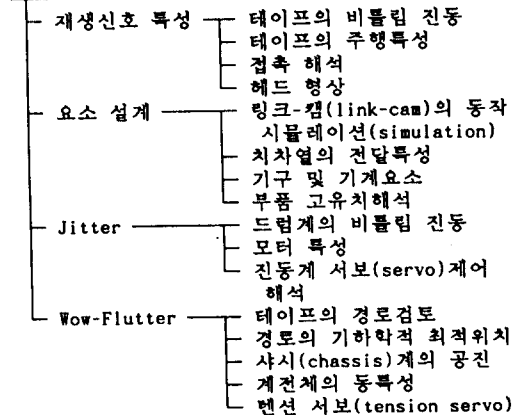 재생신호 특성 테이프의 비틀림 진동
테이프의 주행특성
접촉 해석
헤드 형상
요소 설계 링크-캠(link-cam)의 동작
시뮬레이션(simulation)
치차열의 전달특성
기구 및 기계요소
부품 고유치해석
Jitter 드럼계의 비틀림 진동
모터 특성
진동계 서보(servo)제어
해석
Wow-Flutter 테이프의 경로검토
경로의 기하학적 최적위치
샤시(chassis)계의 공진
계전체의 동특성
텐션 서보(tension servo)